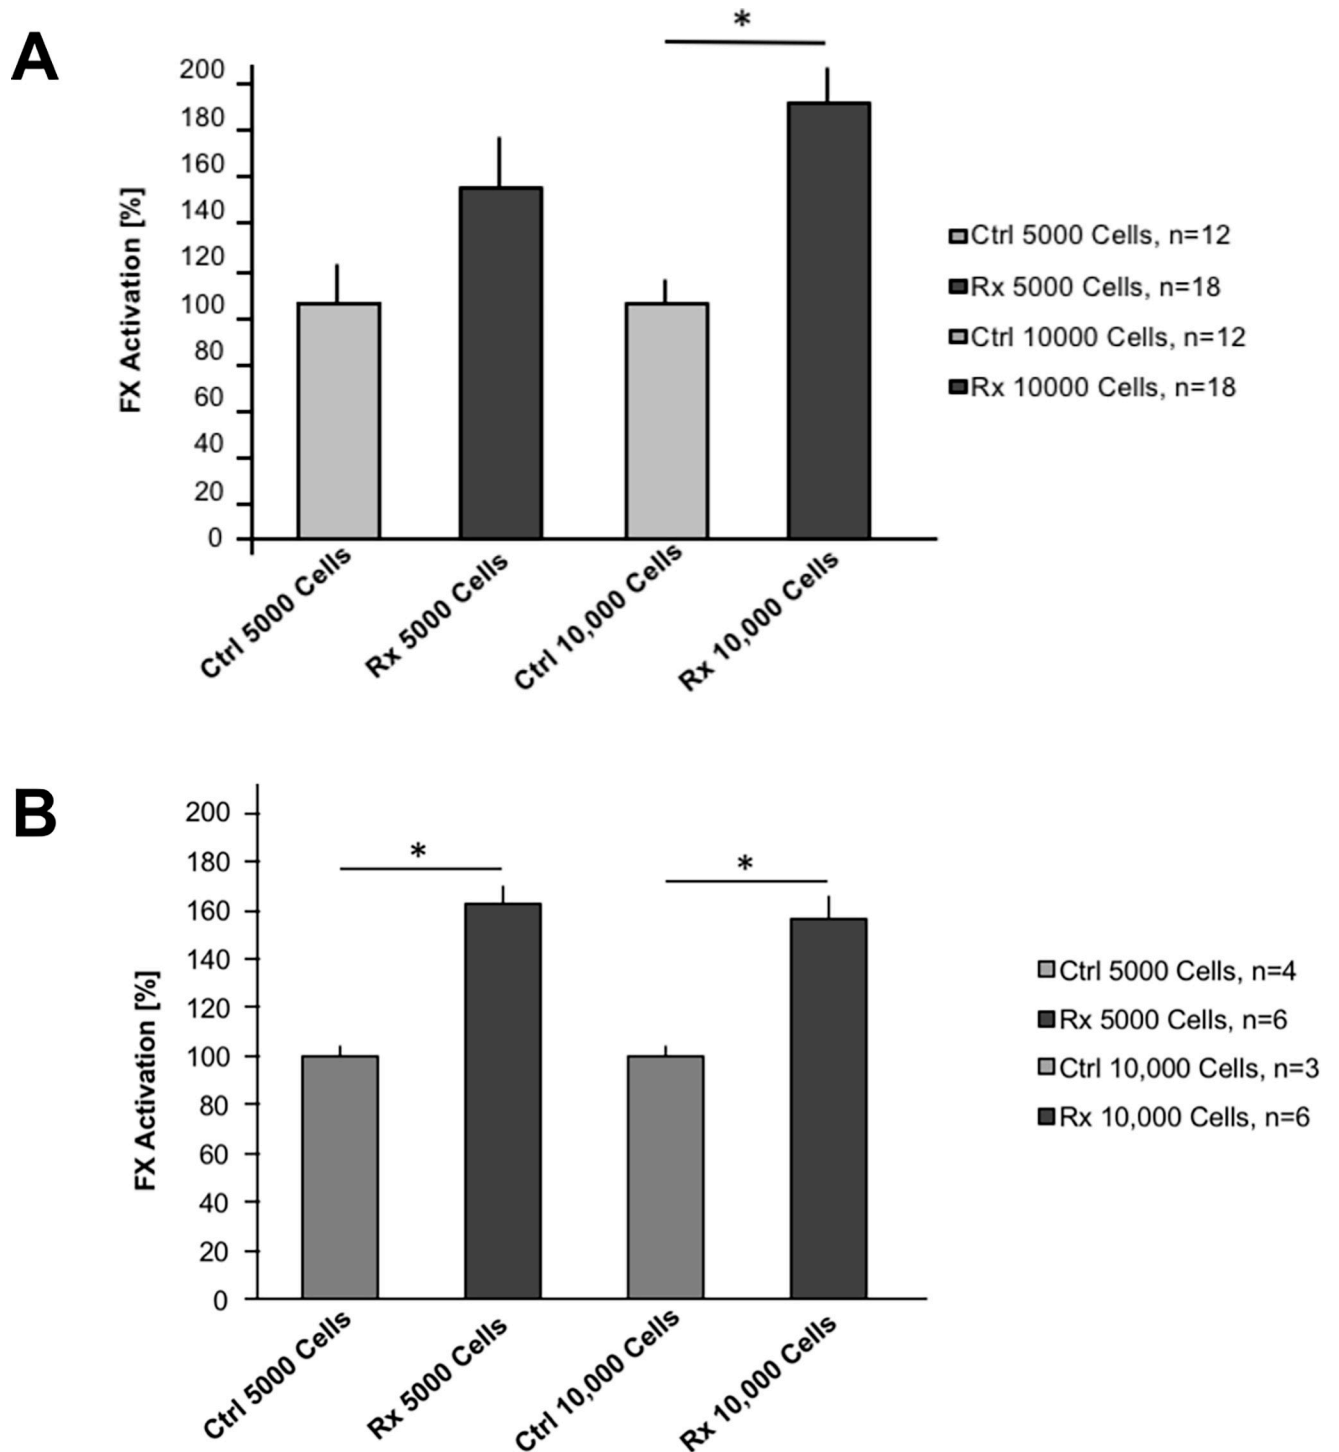 A
*
FX Activation [%]
200
180
160
140
120
100
80
60
40
20
0
Ctrl 5000 Cells
Rx 5000 Cells
Ctrl 10,000 Cells
Rx 10,000 Cells
Ctrl 5000 Cells, n=12
Rx 5000 Cells, n=18
Ctrl 10000 Cells, n=12
Rx 10000 Cells, n=18
B
*
*
FX Activation [%]
200
180
160
140
120
100
80
60
40
20
0
Ctrl 5000 Cells
Rx 5000 Cells
Ctrl 10,000 Cells
Rx 10,000 Cells
Ctrl 5000 Cells, n=4
Rx 5000 Cells, n=6
Ctrl 10,000 Cells, n=3
Rx 10,000 Cells, n=6